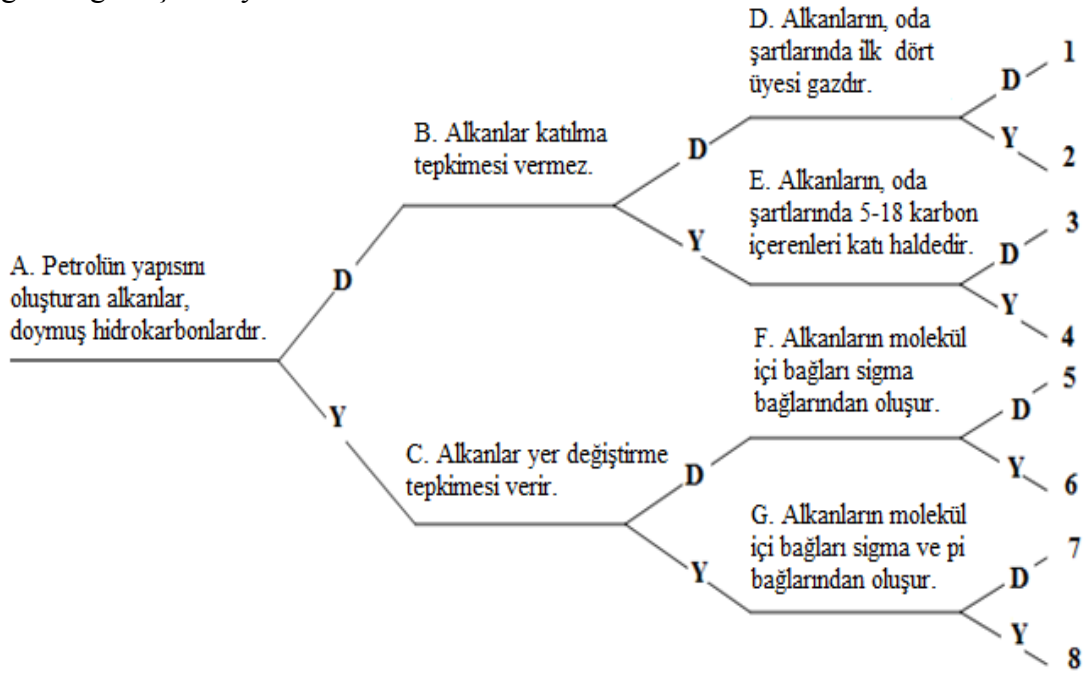 D. Alkanların, oda
şartlarında ilk dört
üyesi gazdır.
D
1
Y
2
B. Alkanlar katılma
tepkimesi vermez.
D
Y
E. Alkanların, oda
şartlarında 5-18 karbon
içerenleri katı haldedir.
D
3
Y
4
A. Petrolün yapısını
oluşturan alkanlar,
doymuş hidrokarbonlardır.
D
Y
F. Alkanların molekül
içi bağları sigma
bağlarından oluşur.
D
5
Y
6
C. Alkanlar yer değiştirme
tepkimesi verir.
D
Y
G. Alkanların molekül
içi bağları sigma ve pi
bağlarından oluşur.
D
7
Y
8